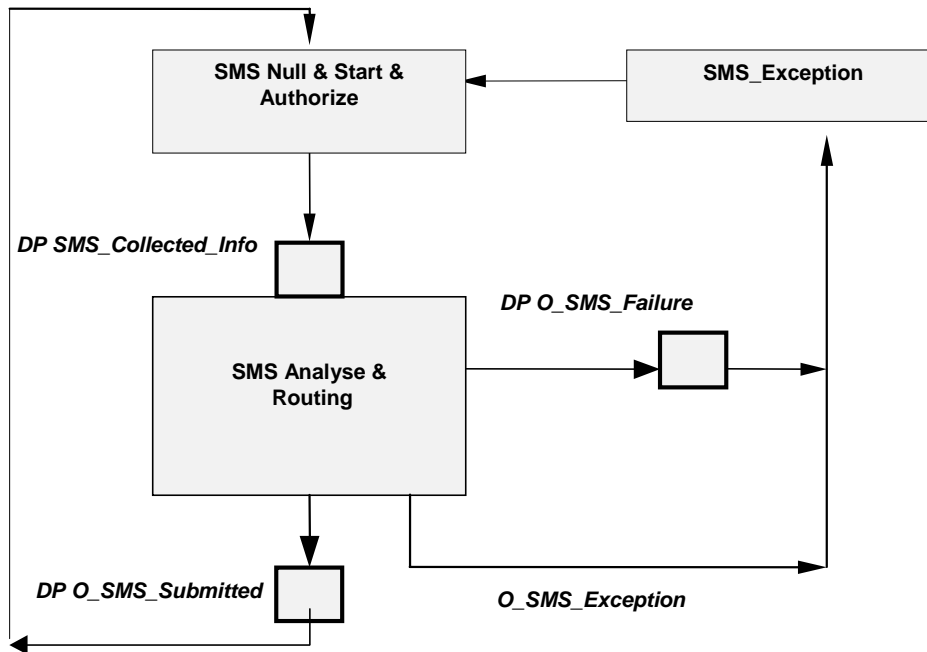 SMS Null & Start &
Authorize
SMS_Exception
DP SMS_Collected_Info
DP O_SMS_Failure
SMS Analyse &
Routing
DP O_SMS_Submitted
O_SMS_Exception